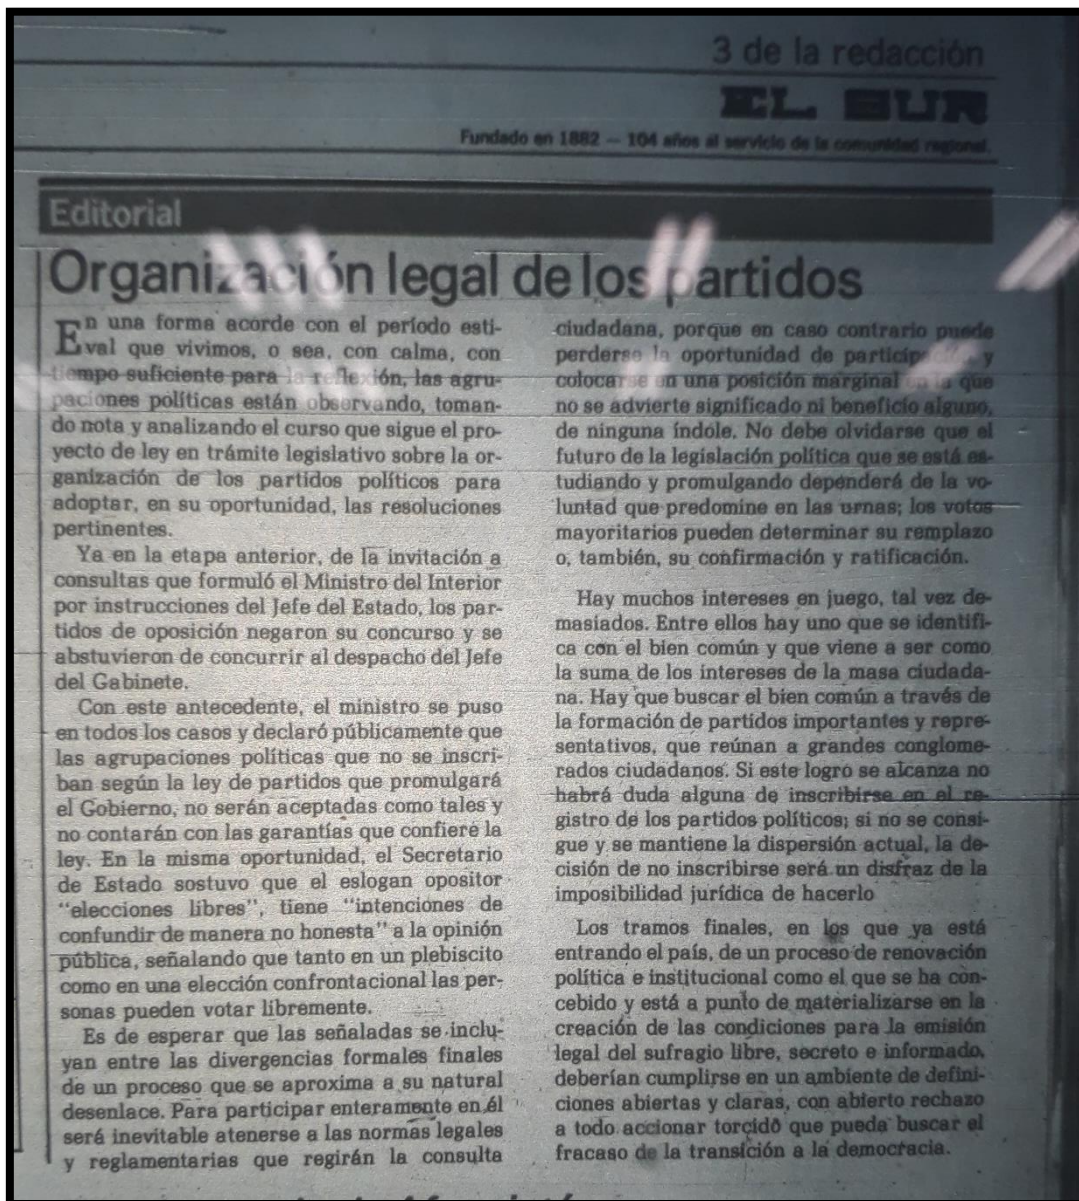 3 de la redacción
EL SUR
Fundado en 1882 — 104 años al servicio de la comunidad regional.
Editorial
Organización legal de los partidos
En una forma acorde con el período esti-
val que vivimos, o sea, con calma, con
tiempo suficiente para la reflexión, las agru-
paciones políticas están observando, toman-
do nota y analizando el curso que sigue el pro-
yecto de ley en trámite legislativo sobre la or-
ganización de los partidos políticos para
adoptar, en su oportunidad, las resoluciones
pertinentes.
Ya en la etapa anterior, de la invitación a
consultas que formuló el Ministro del Interior
por instrucciones del Jefe del Estado, los par-
tidos de oposición negaron su concurso y se
abstuvieron de concurrir al despacho del Jefe
del Gabinete.
Con este antecedente, el ministro se puso
en todos los casos y declaró públicamente que
las agrupaciones políticas que no se inscri-
ban según la ley de partidos que promulgará
el Gobierno, no serán aceptadas como tales y
no contarán con las garantías que confiere la
ley. En la misma oportunidad, el Secretario
de Estado sostuvo que el eslogan opositor
"elecciones libres", tiene "intenciones de
confundir de manera no honesta" a la opinión
pública, señalando que tanto en un plebiscito
como en una elección confrontacional las per-
sonas pueden votar libremente.
Es de esperar que las señaladas se inclu-
yan entre las divergencias formales finales
de un proceso que se aproxima a su natural
desenlace. Para participar enteramente en él
será inevitable atenerse a las normas legales
y reglamentarias que regirán la consulta
ciudadana, porque en caso contrario puede
perderse la oportunidad de participación y
colocarse en una posición marginal en la que
no se advierte significado ni beneficio alguno,
de ninguna índole. No debe olvidarse que el
futuro de la legislación política que se está es-
tudiando y promulgando dependerá de la vo-
luntad que predomine en las urnas; los votos
mayoritarios pueden determinar su remplazo
o, también, su confirmación y ratificación.
Hay muchos intereses en juego, tal vez de-
masiados. Entre ellos hay uno que se identifi-
ca con el bien común y que viene a ser como
la suma de los intereses de la masa ciudada-
na. Hay que buscar el bien común a través de
la formación de partidos importantes y repre-
sentativos, que reúnan a grandes conglome-
rados ciudadanos. Si este logro se alcanza no
habrá duda alguna de inscribirse en el re-
gistro de los partidos políticos; si no se consi-
gue y se mantiene la dispersión actual, la de-
cisión de no inscribirse será un disfraz de la
imposibilidad jurídica de hacerlo
Los tramos finales, en los que ya está
entrando el país, de un proceso de renovación
política e institucional como el que se ha con-
cebido y está a punto de materializarse en la
creación de las condiciones para la emisión
legal del sufragio libre, secreto e informado,
deberían cumplirse en un ambiente de defini-
ciones abiertas y claras, con abierto rechazo
a todo accionar torcido que pueda buscar el
fracaso de la transición a la democracia.